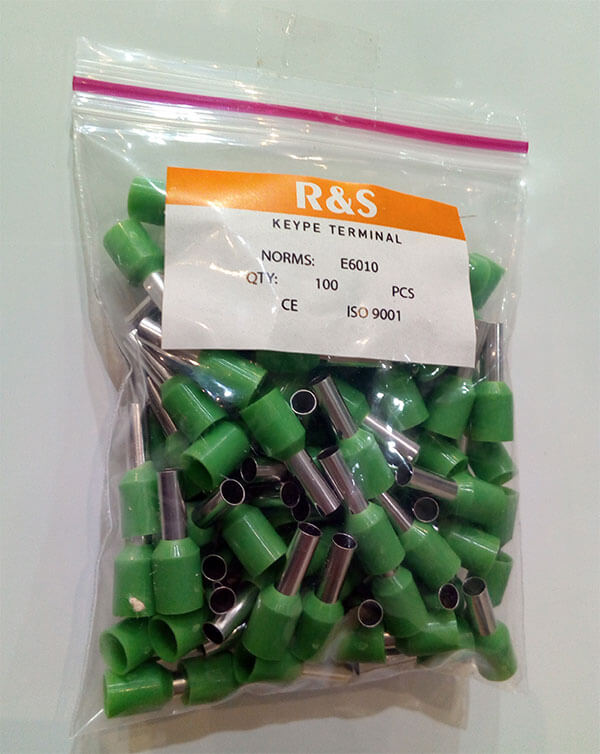 R&S
KEYPE TERMINAL
NORMS: E6010
QTY: 100 PCS
CE ISO 9001